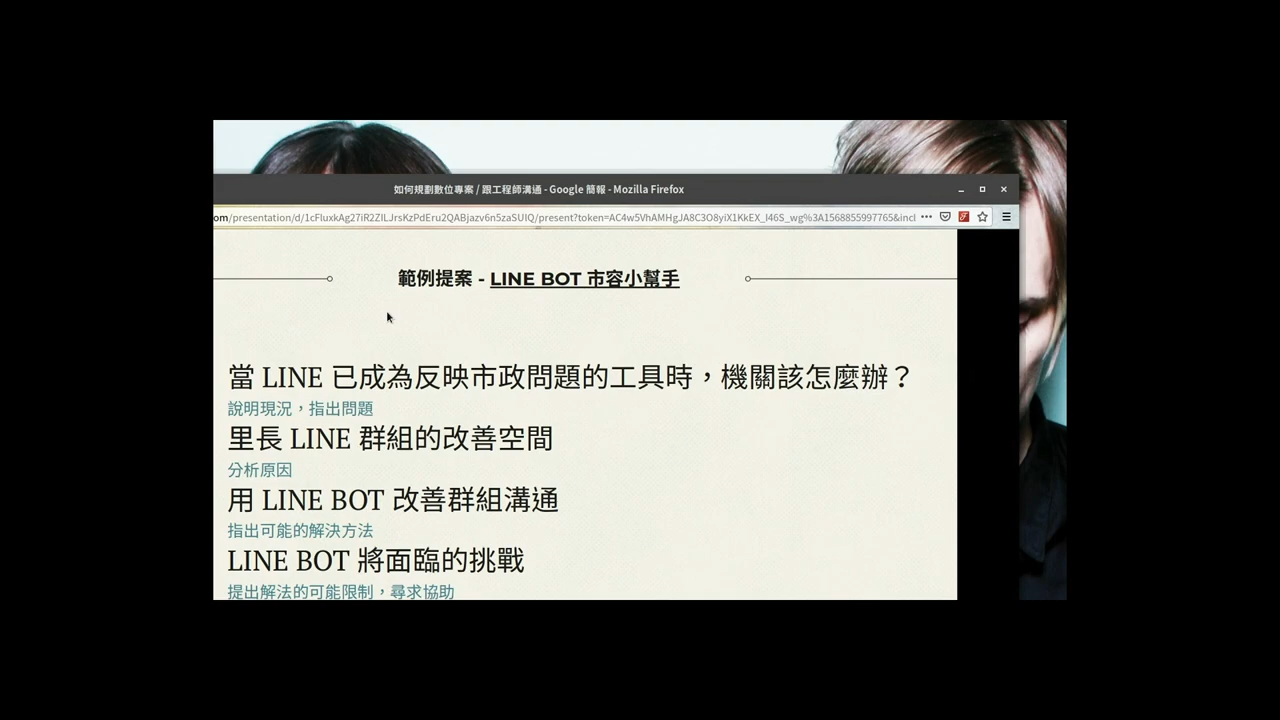 如何規劃數位專案 / 跟工程師溝通 - Google 簡報 - Mozilla Firefox
om/presentation/d/1cFluxkAg27iR2ZILJrsKzPdEru2QABjazv6n5zaSUIQ/present?token=AC4w5VhAMHgJA8C3O8yiX1KkEX_I46S_wg%3A1568855997765&incl
範例提案 - LINE BOT 市容小幫手
當 LINE 已成為反映市政問題的工具時，機關該怎麼辦？
說明現況，指出問題
里長 LINE 群組的改善空間
分析原因
用 LINE BOT 改善群組溝通
指出可能的解決方法
LINE BOT 將面臨的挑戰
提出解法的可能限制，尋求協助